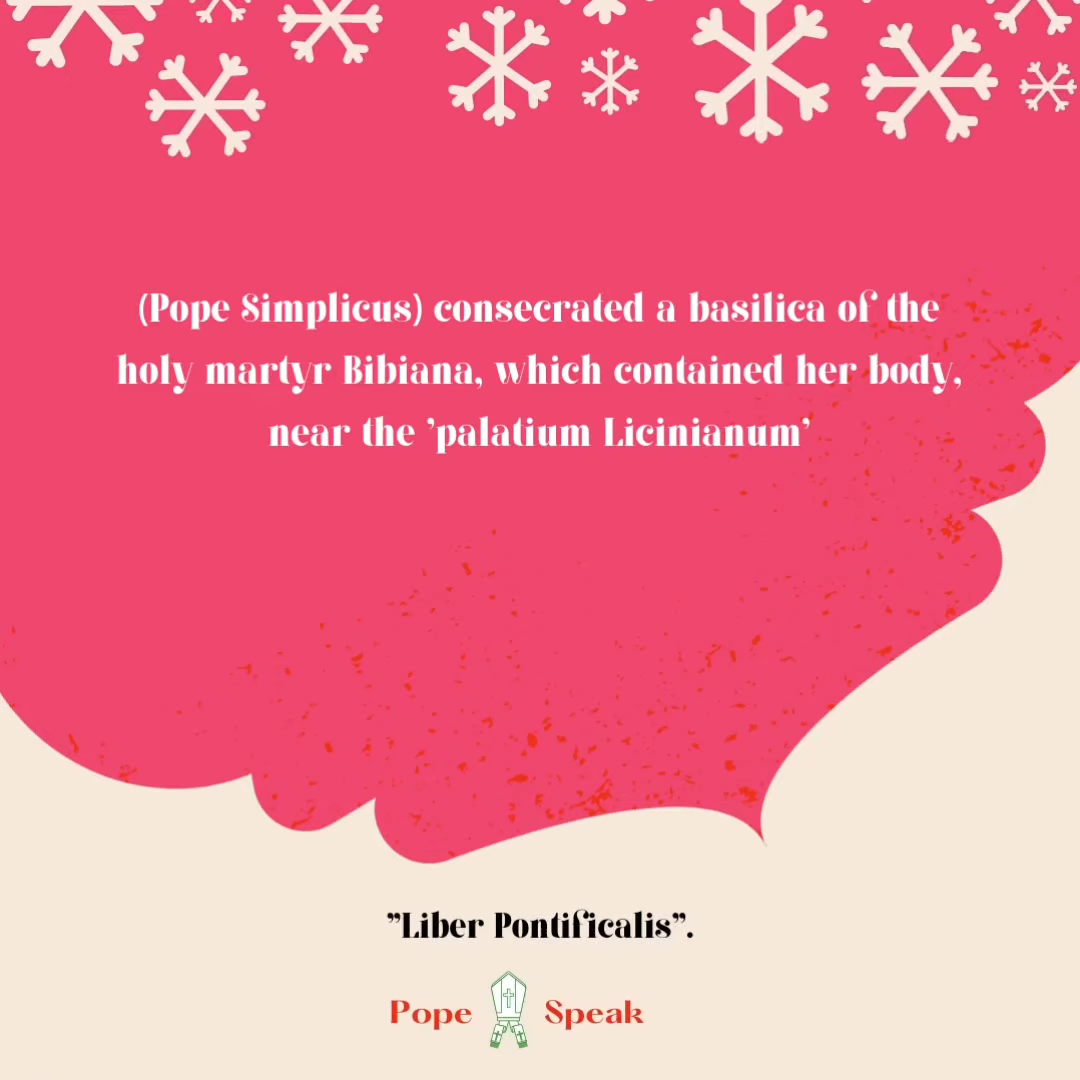 (Pope Simplicus) consecrated a basilica of the
holy martyr Bibiana, which contained her body,
near the ’palatium Licinianum’
”Liber Pontificalis”.
Pope Speak